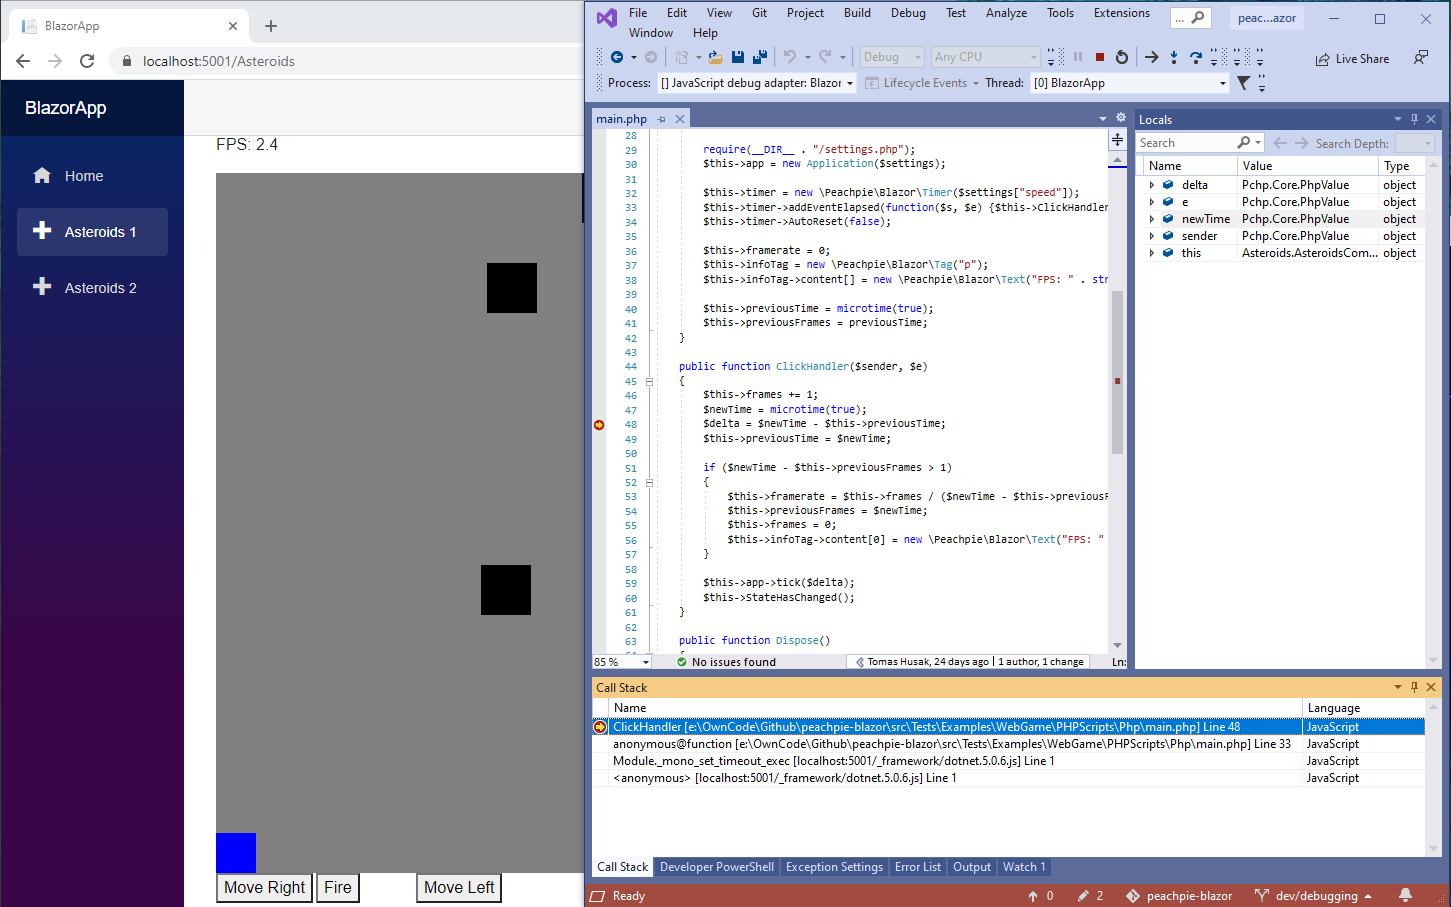 BlazorApp
localhost:5001/Asteroids
BlazorApp
FPS: 2.4
Home
Asteroids 1
Asteroids 2
Move Right
Fire
Move Left
File Edit View Git Project Build Debug Test Analyze Tools Extensions
...
peac...azor
Window Help
Debug
Any CPU
Live Share
Process: [] JavaScript debug adapter: Blazor
Lifecycle Events
Thread: [0] BlazorApp
main.php
28
29 require(__DIR__ . "/settings.php");
30 $this->app = new Application($settings);
31
32 $this->timer = new \Peachpie\Blazor\Timer($settings["speed"]);
33 $this->timer->addEventElapsed(function($s, $e) {$this->ClickHandler
34 $this->timer->AutoReset(false);
35
36 $this->framerate = 0;
37 $this->infoTag = new \Peachpie\Blazor\Tag("p");
38 $this->infoTag->content[] = new \Peachpie\Blazor\Text("FPS: " . str
39
40 $this->previousTime = microtime(true);
41 $this->previousFrames = previousTime;
42 }
43
44 public function ClickHandler($sender, $e)
45 {
46 $this->frames += 1;
47 $newTime = microtime(true);
48 $delta = $newTime - $this->previousTime;
49 $this->previousTime = $newTime;
50
51 if ($newTime - $this->previousFrames > 1)
52 {
53 $this->framerate = $this->frames / ($newTime - $this->previousF
54 $this->previousFrames = $newTime;
55 $this->frames = 0;
56 $this->infoTag->content[0] = new \Peachpie\Blazor\Text("FPS: "
57 }
58
59 $this->app->tick($delta);
60 $this->StateHasChanged();
61 }
62
63 public function Dispose()
85 %
No issues found
Tomas Husak, 24 days ago | 1 author, 1 change
Ln:
Locals
Search
Search Depth:
Name Value Type
delta Pchp.Core.PhpValue object
e Pchp.Core.PhpValue object
newTime Pchp.Core.PhpValue object
sender Pchp.Core.PhpValue object
this Asteroids.AsteroidsCom... object
Call Stack
Name Language
ClickHandler [e:\OwnCode\Github\peachpie-blazor\src\Tests\Examples\WebGame\PHPScripts\Php\main.php] Line 48 JavaScript
anonymous@function [e:\OwnCode\Github\peachpie-blazor\src\Tests\Examples\WebGame\PHPScripts\Php\main.php] Line 33 JavaScript
Module._mono_set_timeout_exec [localhost:5001/_framework/dotnet.5.0.6.js] Line 1 JavaScript
<anonymous> [localhost:5001/_framework/dotnet.5.0.6.js] Line 1 JavaScript
Call Stack Developer PowerShell Exception Settings Error List Output Watch 1
Ready
0
2
peachpie-blazor
dev/debugging